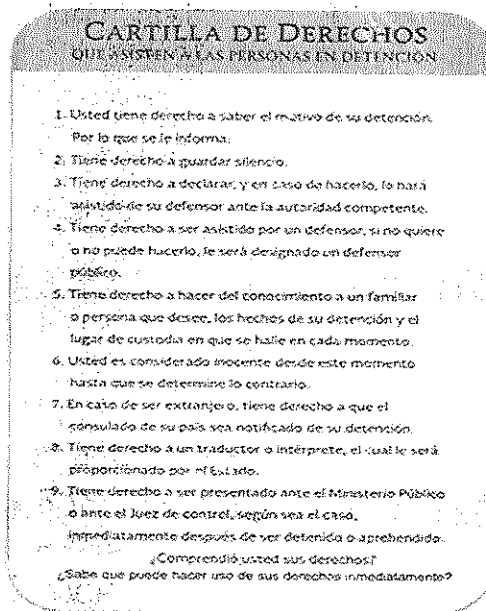 CARTILLA DE DERECHOS
QUE ASISTEN A LAS PERSONAS EN DETENCIÓN
1. Usted tiene derecho a saber el motivo de su detención.
Por lo que se le informa:
2. Tiene derecho a guardar silencio.
3. Tiene derecho a declarar, y en caso de hacerlo, lo hará
asistido de su defensor ante la autoridad competente.
4. Tiene derecho a ser asistido por un defensor, si no quiere
o no puede hacerlo, le será designado un defensor
público.
5. Tiene derecho a hacer del conocimiento a un familiar
o persona que desee, los hechos de su detención y el
lugar de custodia en que se halle en cada momento.
6. Usted es considerado inocente desde este momento
hasta que se determine lo contrario.
7. En caso de ser extranjero, tiene derecho a que el
consulado de su país sea notificado de su detención.
8. Tiene derecho a un traductor o intérprete, el cual le será
proporcionado por el Estado.
9. Tiene derecho a ser presentado ante el Ministerio Público
o ante el Juez de control, según sea el caso,
inmediatamente después de ser detenido o aprehendido.
¿Comprendió usted sus derechos?
¿Sabe que puede hacer uso de sus derechos inmediatamente?